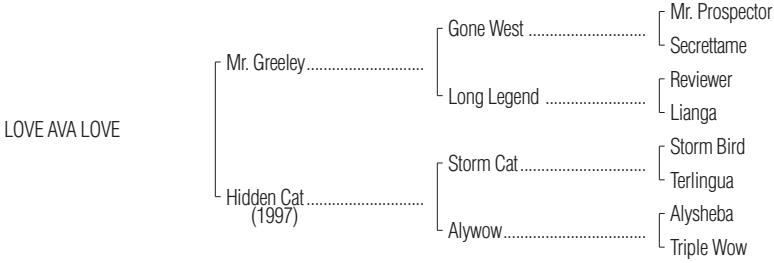 Mr. Prospector
Gone West ............................
Secrettame
Mr. Greeley............................
Reviewer
Long Legend ........................
Lianga
LOVE AVA LOVE
Storm Bird
Storm Cat..............................
Terlingua
Hidden Cat............................
(1997)
Alysheba
Alywow..................................
Triple Wow